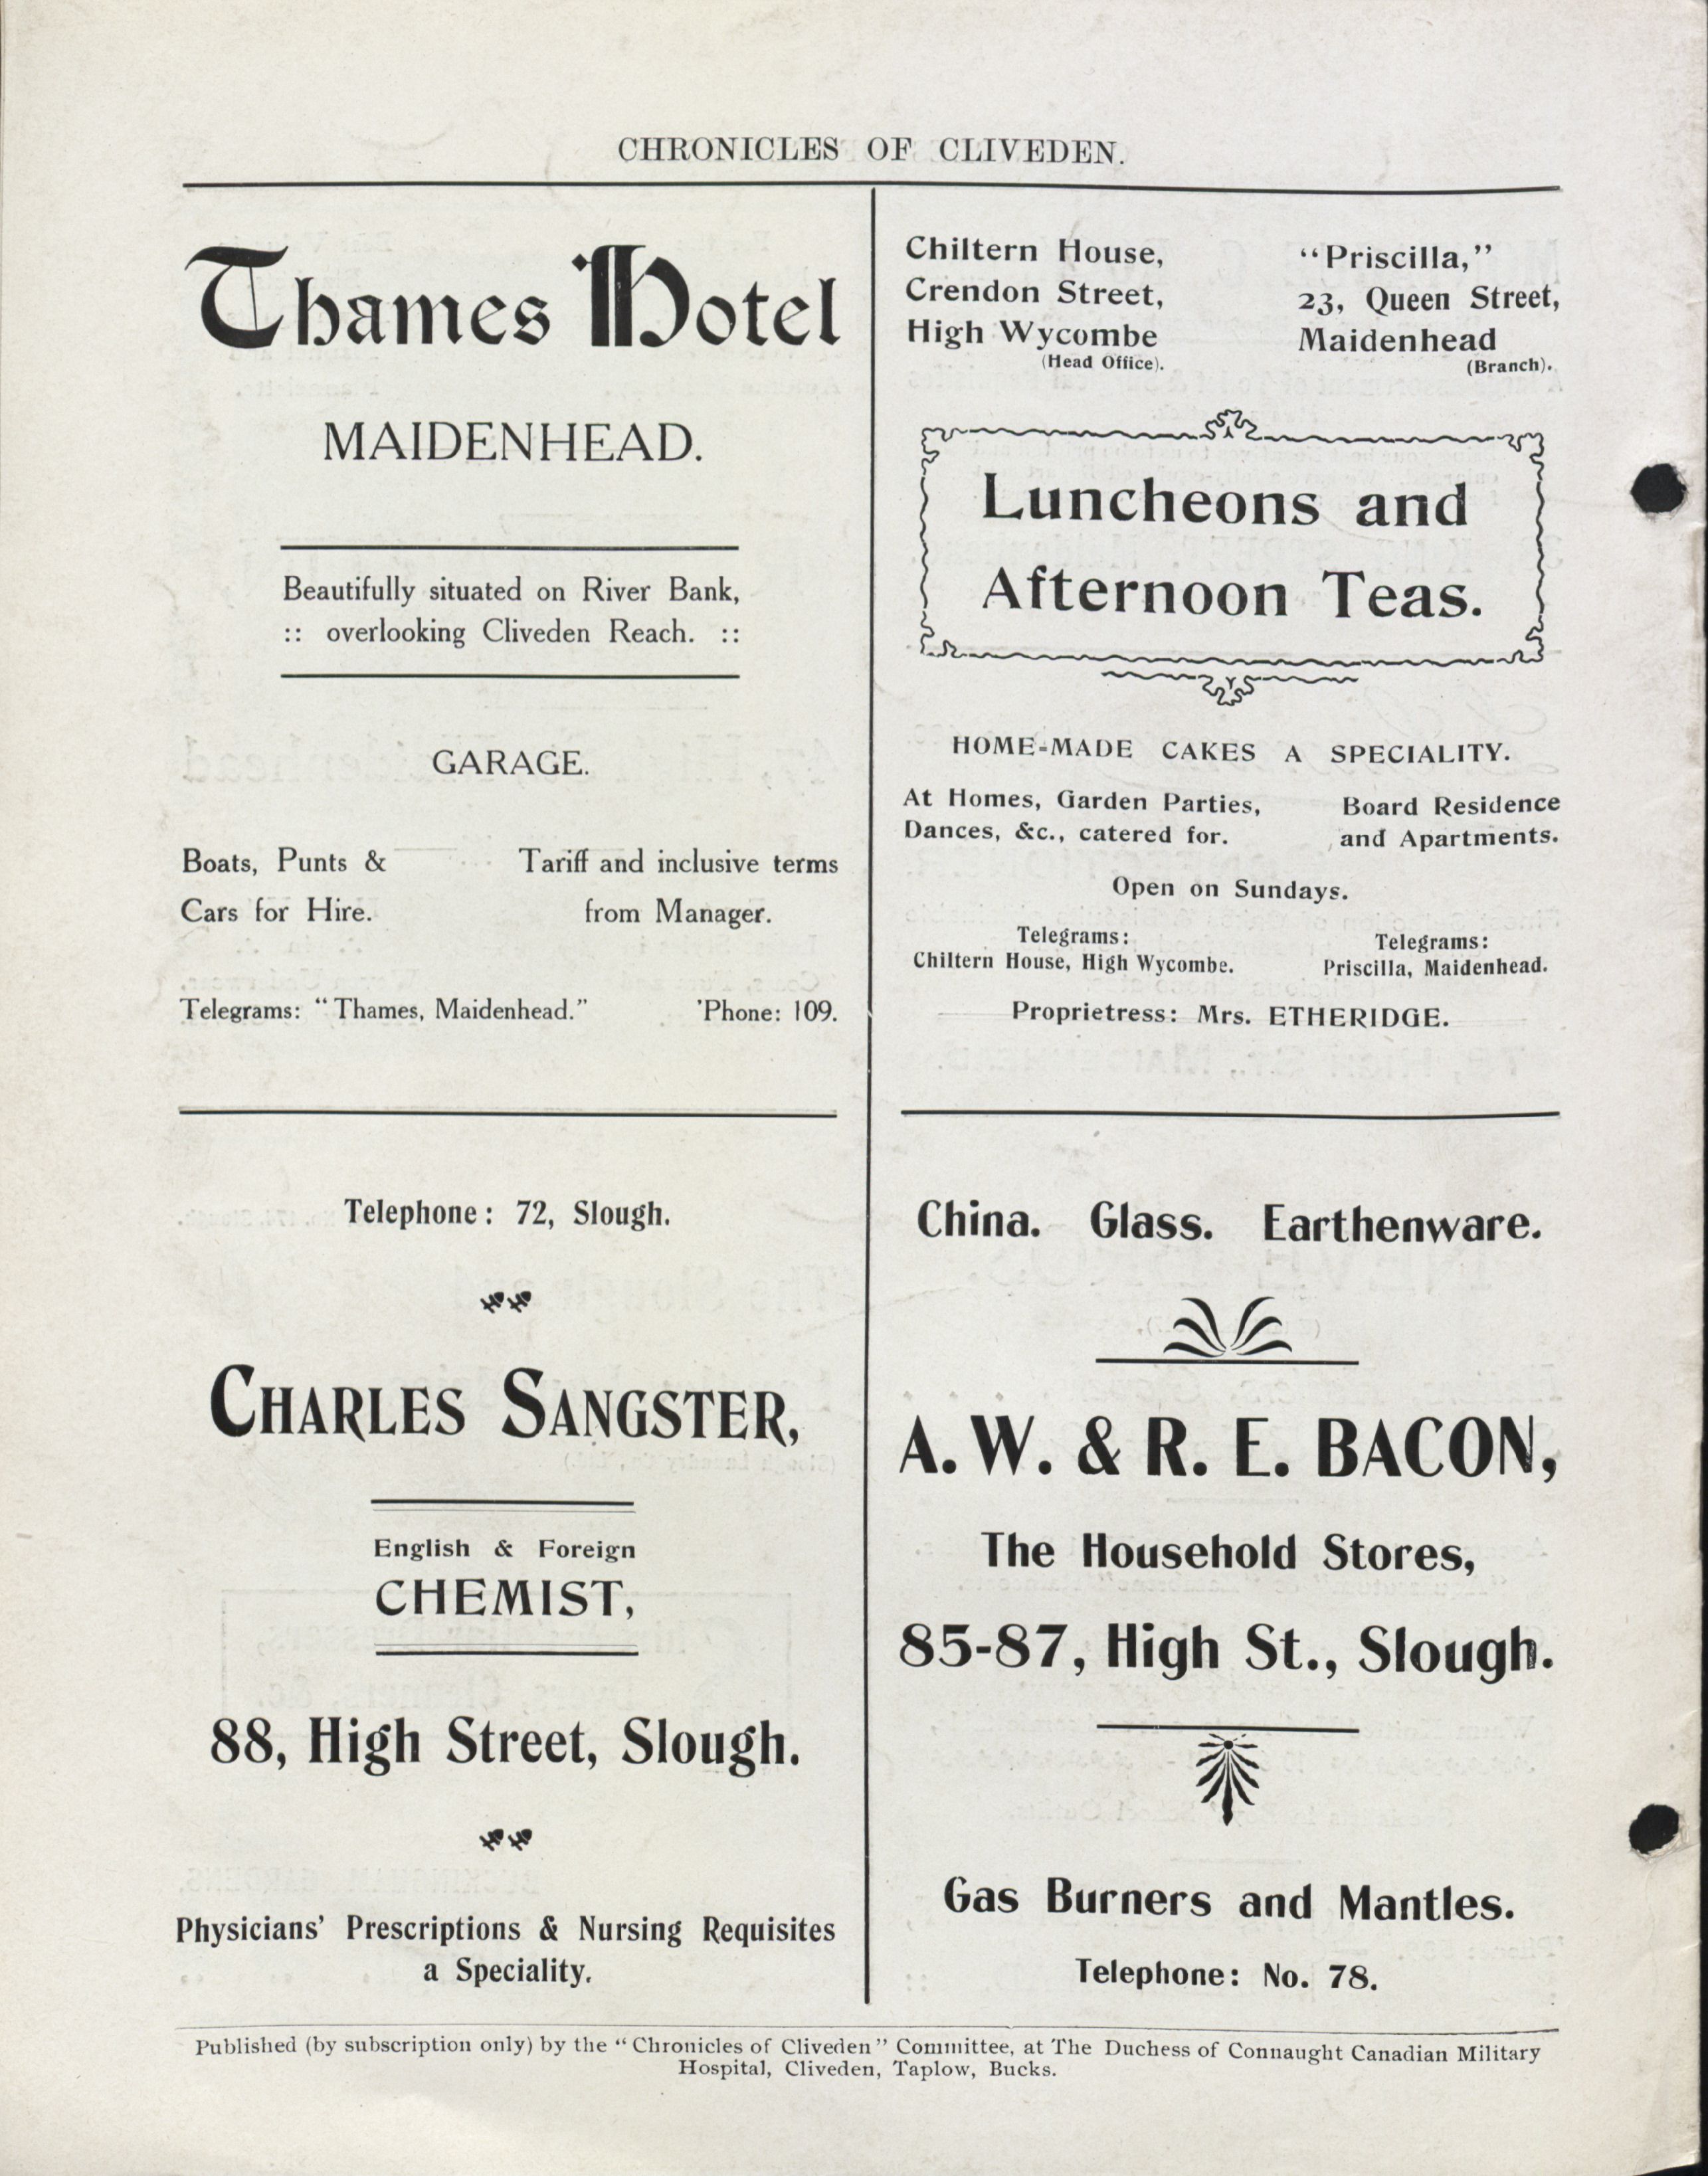 CHRONICLES OF CLIVEDEN.
Thames Hotel
MAIDENHEAD.
Beautifully situated on River Bank,
:: overlooking Cliveden Reach. ::
GARAGE.
Boats, Punts &
Cars for Hire.
Tariff and inclusive terms
from Manager.
Telegrams: "Thames, Maidenhead." 'Phone: 109.
Chiltern House,
Crendon Street,
High Wycombe
(Head Office).
"Priscilla,"
23, Queen Street,
Maidenhead
(Branch).
Luncheons and
Afternoon Teas.
HOME-MADE CAKES A SPECIALITY.
At Homes, Garden Parties,
Dances, &c., catered for.
Board Residence
and Apartments.
Open on Sundays.
Telegrams:
Chiltern House, High Wycombe.
Telegrams:
Priscilla, Maidenhead.
Proprietress: Mrs. ETHERIDGE.
Telephone: 72, Slough.
CHARLES SANGSTER,
English & Foreign
CHEMIST,
88, High Street, Slough.
Physicians' Prescriptions & Nursing Requisites
a Speciality.
China. Glass. Earthenware.
A. W. & R. E. BACON,
The Household Stores,
85-87, High St., Slough.
Gas Burners and Mantles.
Telephone: No. 78.
Published (by subscription only) by the "Chronicles of Cliveden" Committee, at The Duchess of Connaught Canadian Military
Hospital, Cliveden, Taplow, Bucks.